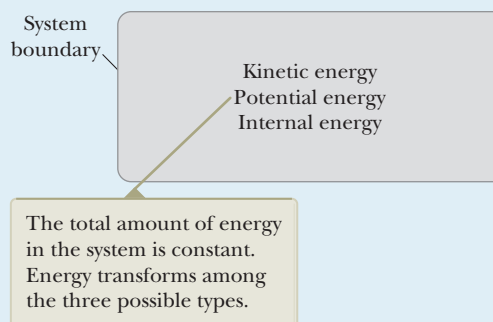 System
boundary
Kinetic energy
Potential energy
Internal energy
The total amount of energy
in the system is constant.
Energy transforms among
the three possible types.